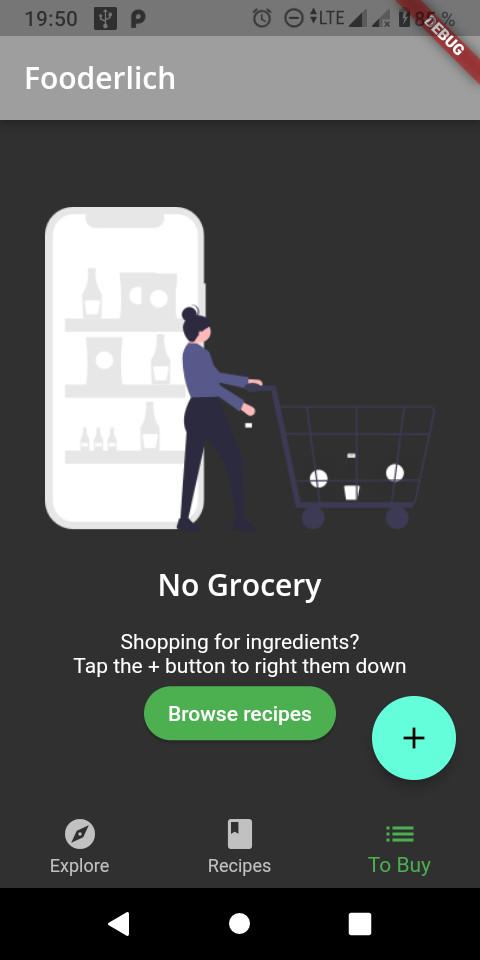 19:50
LTE
DEBUG
Fooderlich
No Grocery
Shopping for ingredients?
Tap the + button to right them down
Browse recipes
Explore
Recipes
To Buy